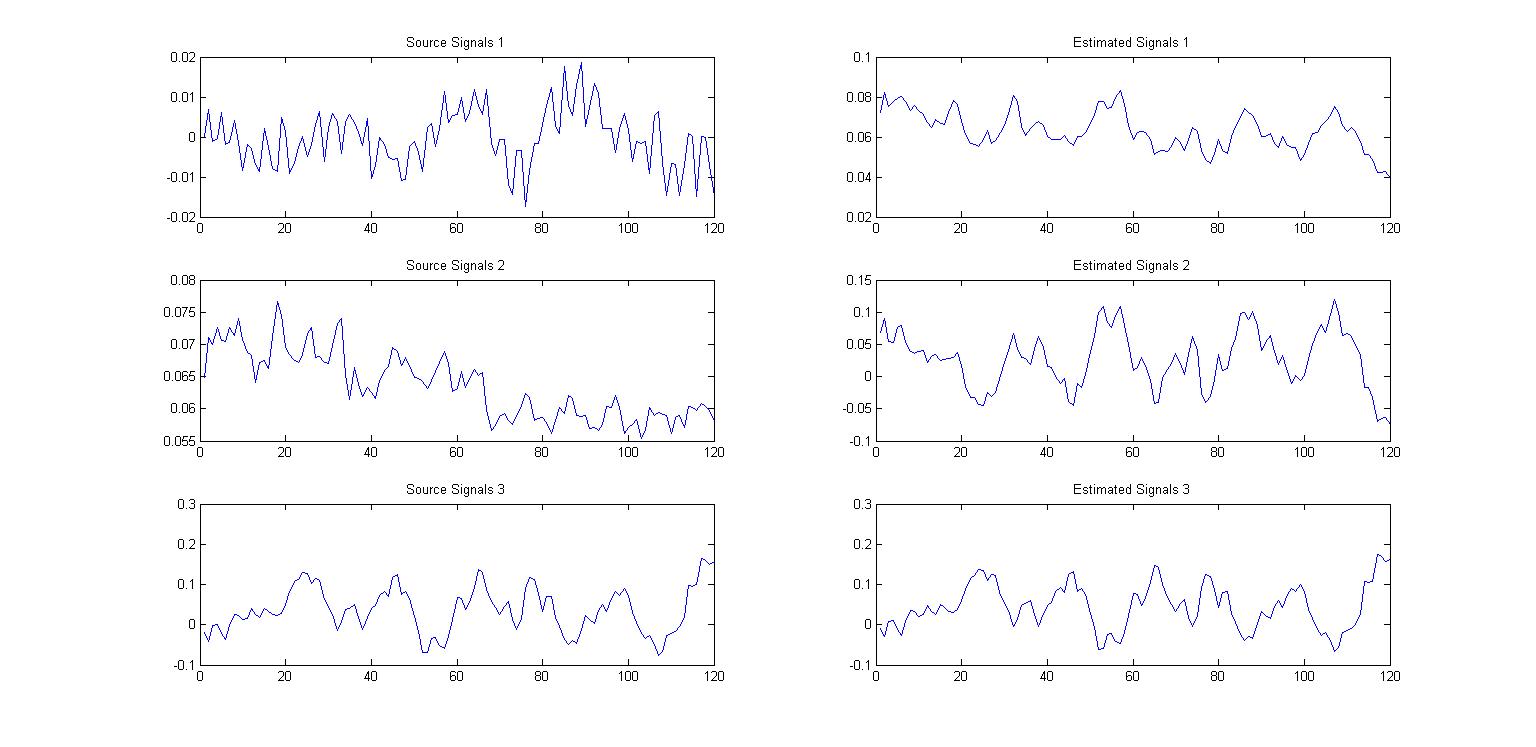 Source Signals 1
0.02
0.01
0
-0.01
-0.02
0 20 40 60 80 100 120
Estimated Signals 1
0.1
0.08
0.06
0.04
0.02
0 20 40 60 80 100 120
Source Signals 2
0.08
0.075
0.07
0.065
0.06
0.055
0 20 40 60 80 100 120
Estimated Signals 2
0.15
0.1
0.05
0
-0.05
-0.1
0 20 40 60 80 100 120
Source Signals 3
0.3
0.2
0.1
0
-0.1
0 20 40 60 80 100 120
Estimated Signals 3
0.3
0.2
0.1
0
-0.1
0 20 40 60 80 100 120